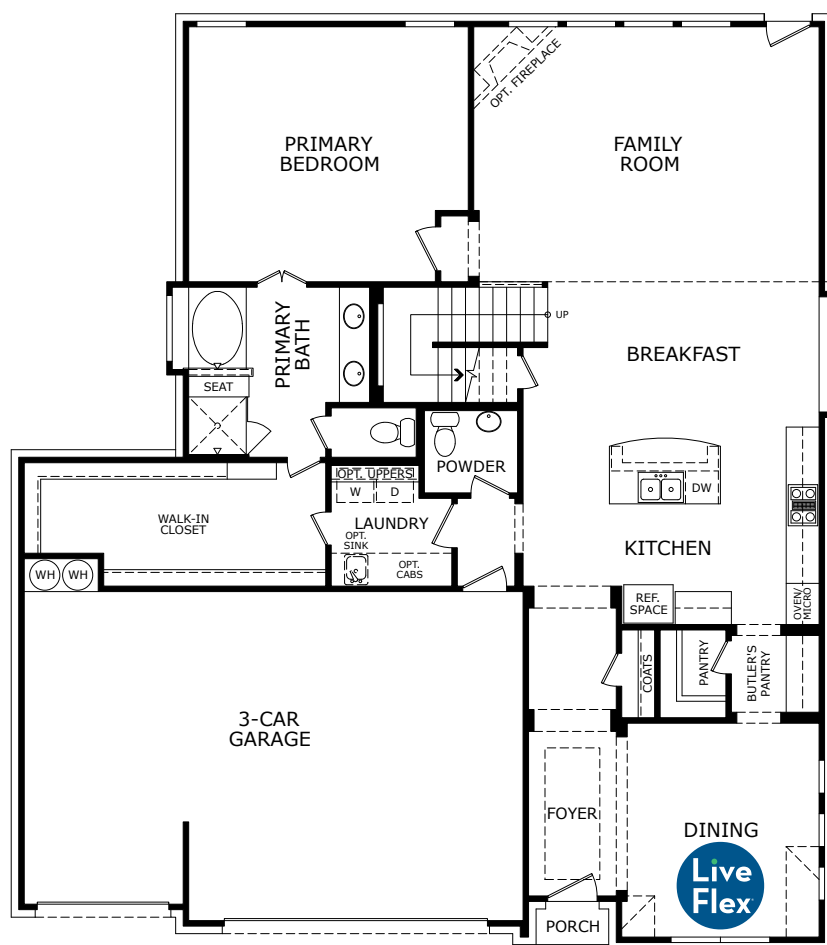 OPT. FIREPLACE
PRIMARY
BEDROOM
FAMILY
ROOM
UP
PRIMARY
BATH
BREAKFAST
SEAT
POWDER
OPT. UPPERS
W
D
DW
WALK-IN
CLOSET
LAUNDRY
OPT.
SINK
OPT.
CABS
KITCHEN
WH
WH
REF.
SPACE
OVEN/
MICRO
COATS
PANTRY
BUTLER'S
PANTRY
3-CAR
GARAGE
FOYER
DINING
Live
Flex
PORCH